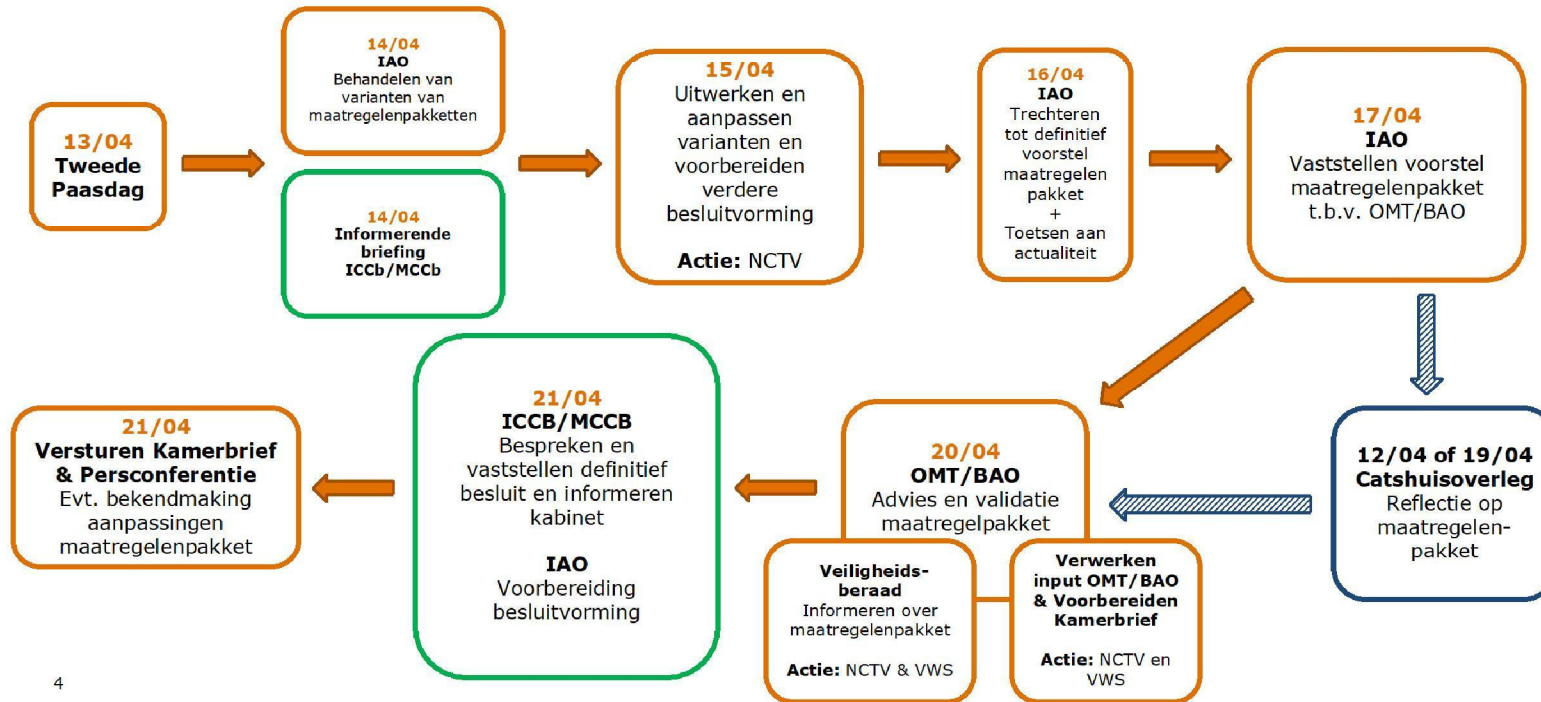 13/04
Tweede
Paasdag
14/04
IAO
Behandelen van
varianten van
maatregelenpakketten
14/04
Informerende
briefing
ICCb/MCCb
15/04
Uitwerken en
aanpassen
varianten en
voorbereiden
verdere
besluitvorming
Actie: NCTV
16/04
IAO
Trechteren
tot definitief
voorstel
maatregelen
pakket
+
Toetsen aan
actualiteit
17/04
IAO
Vaststellen voorstel
maatregelenpakket
t.b.v. OMT/BAO
12/04 of 19/04
Catshuisoverleg
Reflectie op
maatregelen-
pakket
20/04
OMT/BAO
Advies en validatie
maatregelpakket
Veiligheids-
beraad
Informeren over
maatregelenpakket
Actie: NCTV & VWS
Verwerken
input OMT/BAO
& Voorbereiden
Kamerbrief
Actie: NCTV en
VWS
21/04
ICCB/MCCB
Bespreken en
vaststellen definitief
besluit en informeren
kabinet
IAO
Voorbereiding
besluitvorming
21/04
Versturen Kamerbrief
& Persconferentie
Evt. bekendmaking
aanpassingen
maatregelenpakket
4